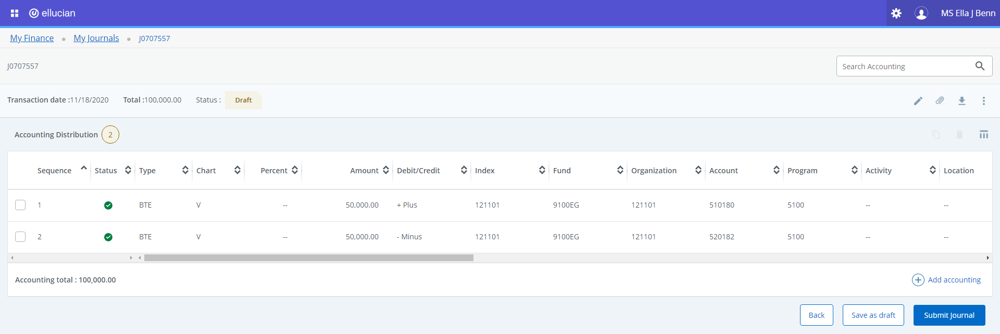 ellucian MS Ella J Benn
My Finance My Journals J0707557
J0707557 Search Accounting
Transaction date :11/18/2020 Total :100,000.00 Status : Draft
Accounting Distribution 2
Sequence Status Type Chart Percent Amount Debit/Credit Index Fund Organization Account Program Activity Location
1 BTE V -- 50,000.00 + Plus 121101 9100EG 121101 510180 5100 -- --
2 BTE V -- 50,000.00 - Minus 121101 9100EG 121101 520182 5100 -- --
Accounting total : 100,000.00 Add accounting
Back Save as draft Submit Journal